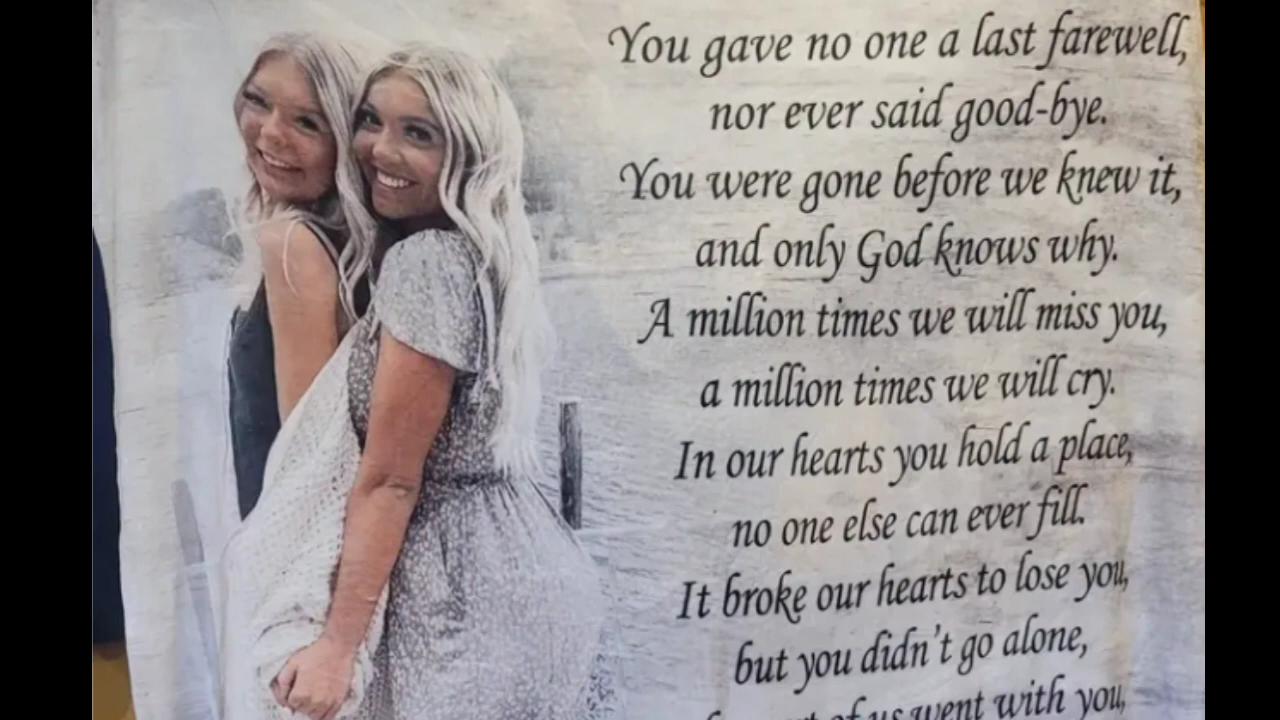 You gave no one a last farewell,
nor ever said good-bye.
You were gone before we knew it,
and only God knows why.
A million times we will miss you,
a million times we will cry.
In our hearts you hold a place,
no one else can ever fill.
It broke our hearts to lose you,
but you didn't go alone,
of us went with you,